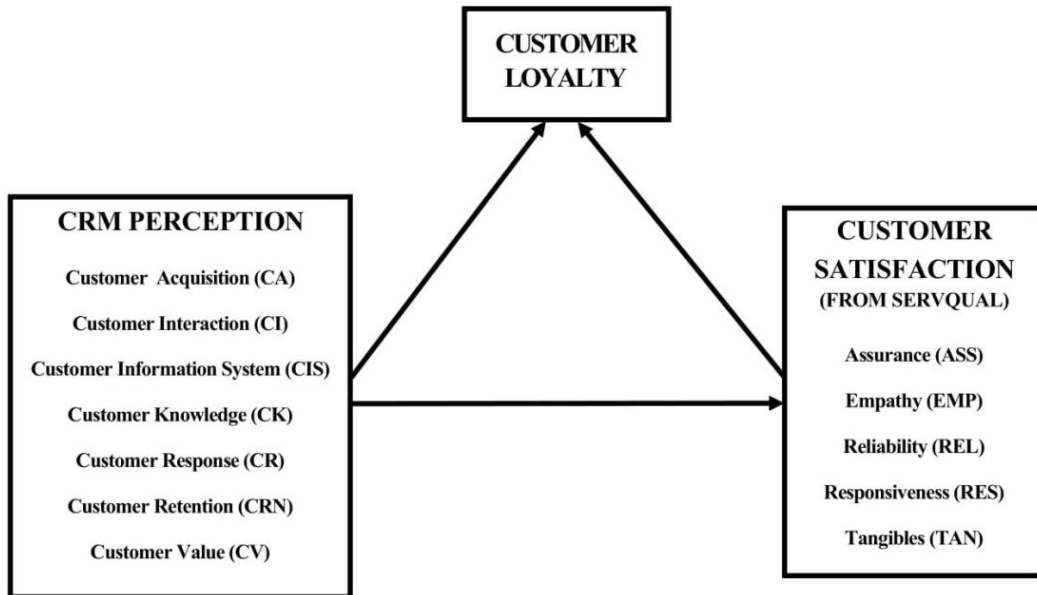 CUSTOMER
LOYALTY
CRM PERCEPTION
Customer Acquisition (CA)
Customer Interaction (CI)
Customer Information System (CIS)
Customer Knowledge (CK)
Customer Response (CR)
Customer Retention (CRN)
Customer Value (CV)
CUSTOMER
SATISFACTION
(FROM SERVQUAL)
Assurance (ASS)
Empathy (EMP)
Reliability (REL)
Responsiveness (RES)
Tangibles (TAN)